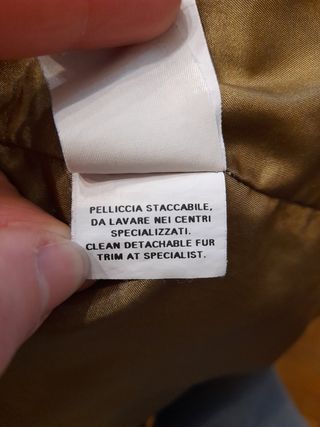 PELLICCIA STACCABILE,
DA LAVARE NEI CENTRI
SPECIALIZZATI.
CLEAN DETACHABLE FUR
TRIM AT SPECIALIST.